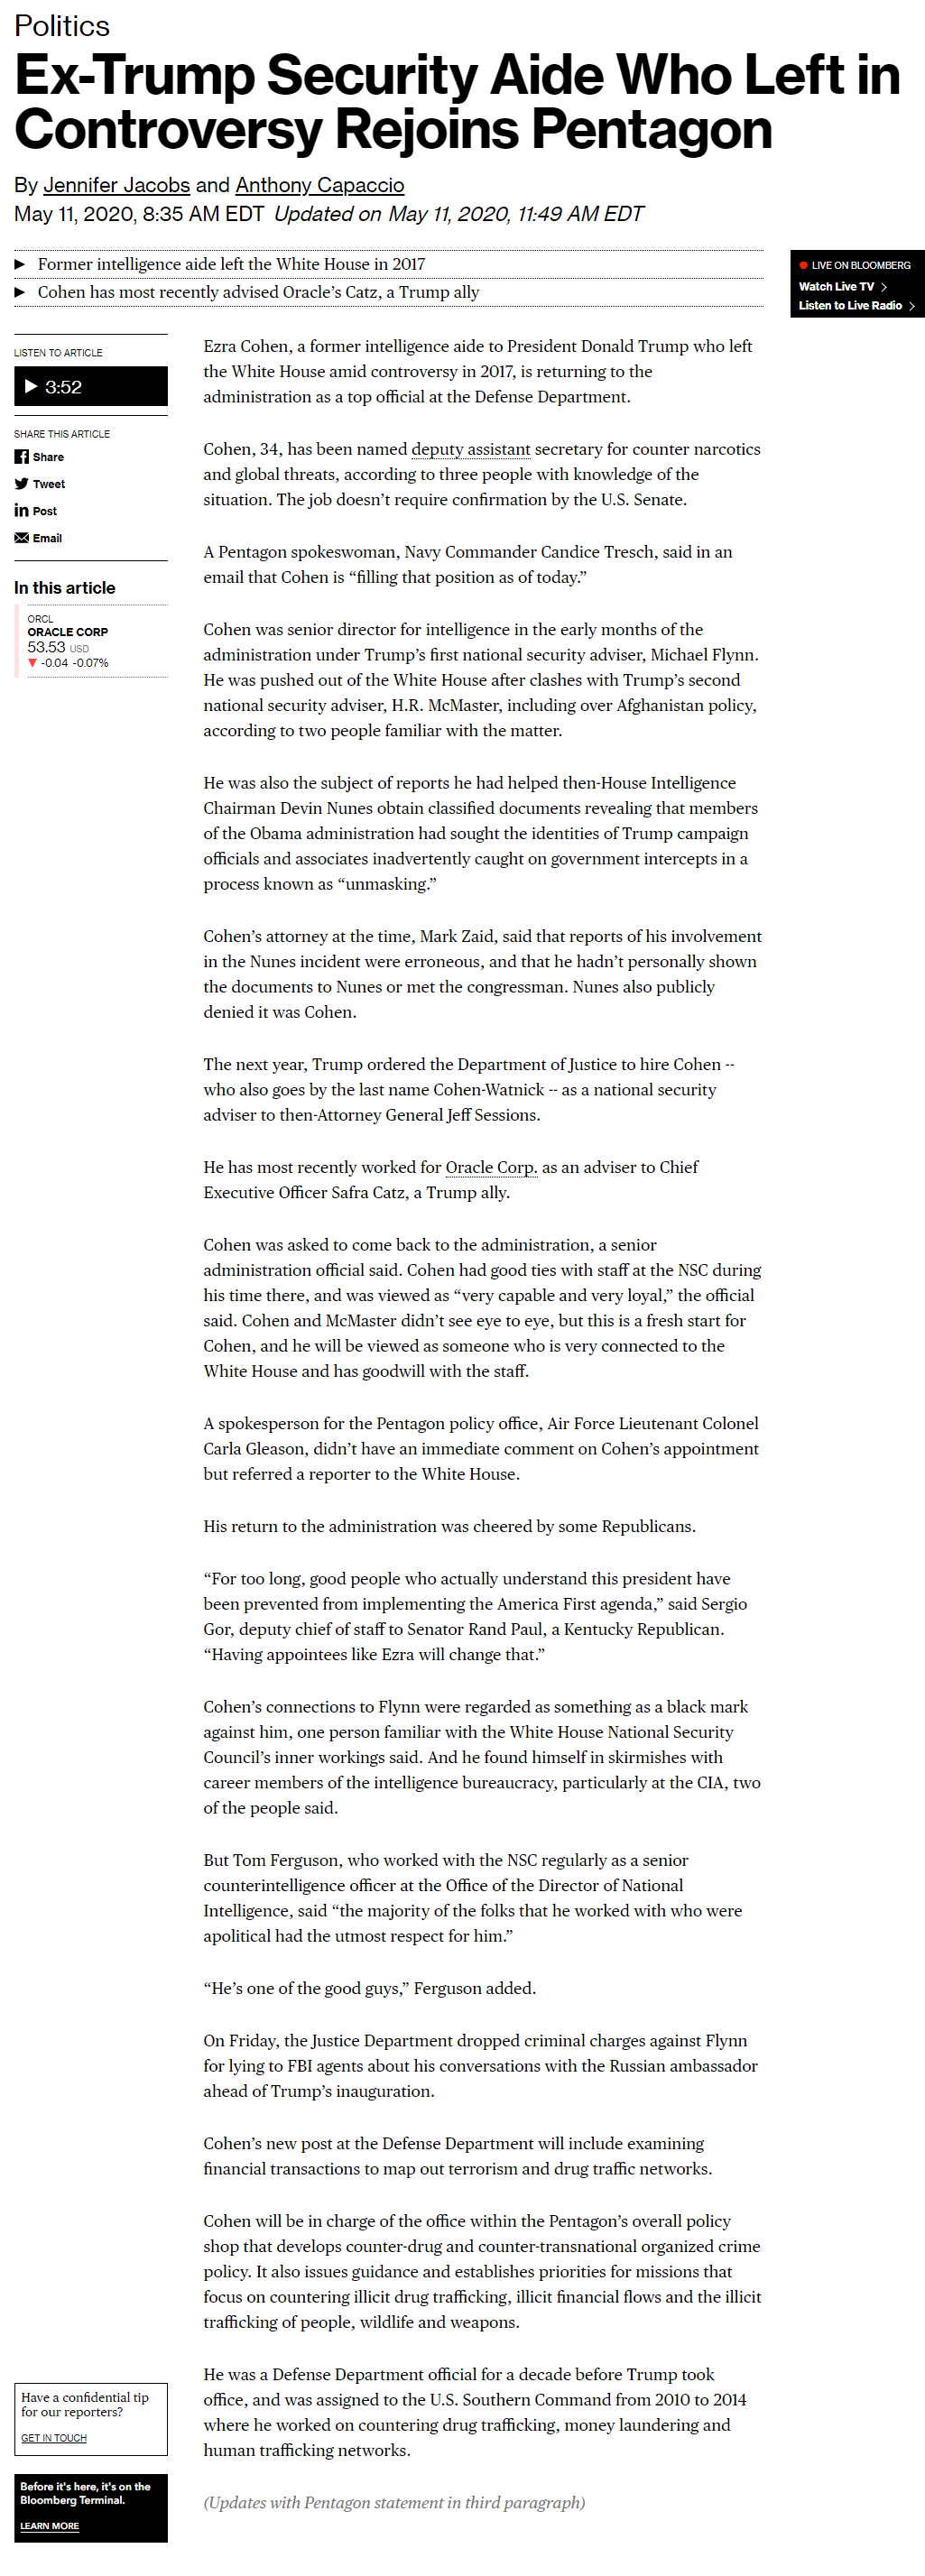 Politics
Ex-Trump Security Aide Who Left in
Controversy Rejoins Pentagon
By Jennifer Jacobs and Anthony Capaccio
May 11, 2020, 8:35 AM EDT Updated on May 11, 2020, 11:49 AM EDT
Former intelligence aide left the White House in 2017
Cohen has most recently advised Oracle's Catz, a Trump ally
LIVE ON BLOOMBERG
Watch Live TV
Listen to Live Radio
LISTEN TO ARTICLE
3:52
SHARE THIS ARTICLE
Share
Tweet
Post
Email
In this article
ORCL
ORACLE CORP
53.53 USD
-0.04 -0.07%
Ezra Cohen, a former intelligence aide to President Donald Trump who left
the White House amid controversy in 2017, is returning to the
administration as a top official at the Defense Department.
Cohen, 34, has been named deputy assistant secretary for counter narcotics
and global threats, according to three people with knowledge of the
situation. The job doesn't require confirmation by the U.S. Senate.
A Pentagon spokeswoman, Navy Commander Candice Tresch, said in an
email that Cohen is “filling that position as of today.”
Cohen was senior director for intelligence in the early months of the
administration under Trump's first national security adviser, Michael Flynn.
He was pushed out of the White House after clashes with Trump's second
national security adviser, H.R. McMaster, including over Afghanistan policy,
according to two people familiar with the matter.
He was also the subject of reports he had helped then-House Intelligence
Chairman Devin Nunes obtain classified documents revealing that members
of the Obama administration had sought the identities of Trump campaign
officials and associates inadvertently caught on government intercepts in a
process known as “unmasking.”
Cohen's attorney at the time, Mark Zaid, said that reports of his involvement
in the Nunes incident were erroneous, and that he hadn't personally shown
the documents to Nunes or met the congressman. Nunes also publicly
denied it was Cohen.
The next year, Trump ordered the Department of Justice to hire Cohen --
who also goes by the last name Cohen-Watnick -- as a national security
adviser to then-Attorney General Jeff Sessions.
He has most recently worked for Oracle Corp. as an adviser to Chief
Executive Officer Safra Catz, a Trump ally.
Cohen was asked to come back to the administration, a senior
administration official said. Cohen had good ties with staff at the NSC during
his time there, and was viewed as “very capable and very loyal,” the official
said. Cohen and McMaster didn't see eye to eye, but this is a fresh start for
Cohen, and he will be viewed as someone who is very connected to the
White House and has goodwill with the staff.
A spokesperson for the Pentagon policy office, Air Force Lieutenant Colonel
Carla Gleason, didn't have an immediate comment on Cohen's appointment
but referred a reporter to the White House.
His return to the administration was cheered by some Republicans.
“For too long, good people who actually understand this president have
been prevented from implementing the America First agenda,” said Sergio
Gor, deputy chief of staff to Senator Rand Paul, a Kentucky Republican.
“Having appointees like Ezra will change that.”
Cohen's connections to Flynn were regarded as something as a black mark
against him, one person familiar with the White House National Security
Council's inner workings said. And he found himself in skirmishes with
career members of the intelligence bureaucracy, particularly at the CIA, two
of the people said.
But Tom Ferguson, who worked with the NSC regularly as a senior
counterintelligence officer at the Office of the Director of National
Intelligence, said “the majority of the folks that he worked with who were
apolitical had the utmost respect for him.”
“He's one of the good guys,” Ferguson added.
On Friday, the Justice Department dropped criminal charges against Flynn
for lying to FBI agents about his conversations with the Russian ambassador
ahead of Trump's inauguration.
Cohen's new post at the Defense Department will include examining
financial transactions to map out terrorism and drug traffic networks.
Cohen will be in charge of the office within the Pentagon's overall policy
shop that develops counter-drug and counter-transnational organized crime
policy. It also issues guidance and establishes priorities for missions that
focus on countering illicit drug trafficking, illicit financial flows and the illicit
trafficking of people, wildlife and weapons.
He was a Defense Department official for a decade before Trump took
office, and was assigned to the U.S. Southern Command from 2010 to 2014
where he worked on countering drug trafficking, money laundering and
human trafficking networks.
(Updates with Pentagon statement in third paragraph)
Have a confidential tip
for our reporters?
GET IN TOUCH
Before it's here, it's on the
Bloomberg Terminal.
LEARN MORE